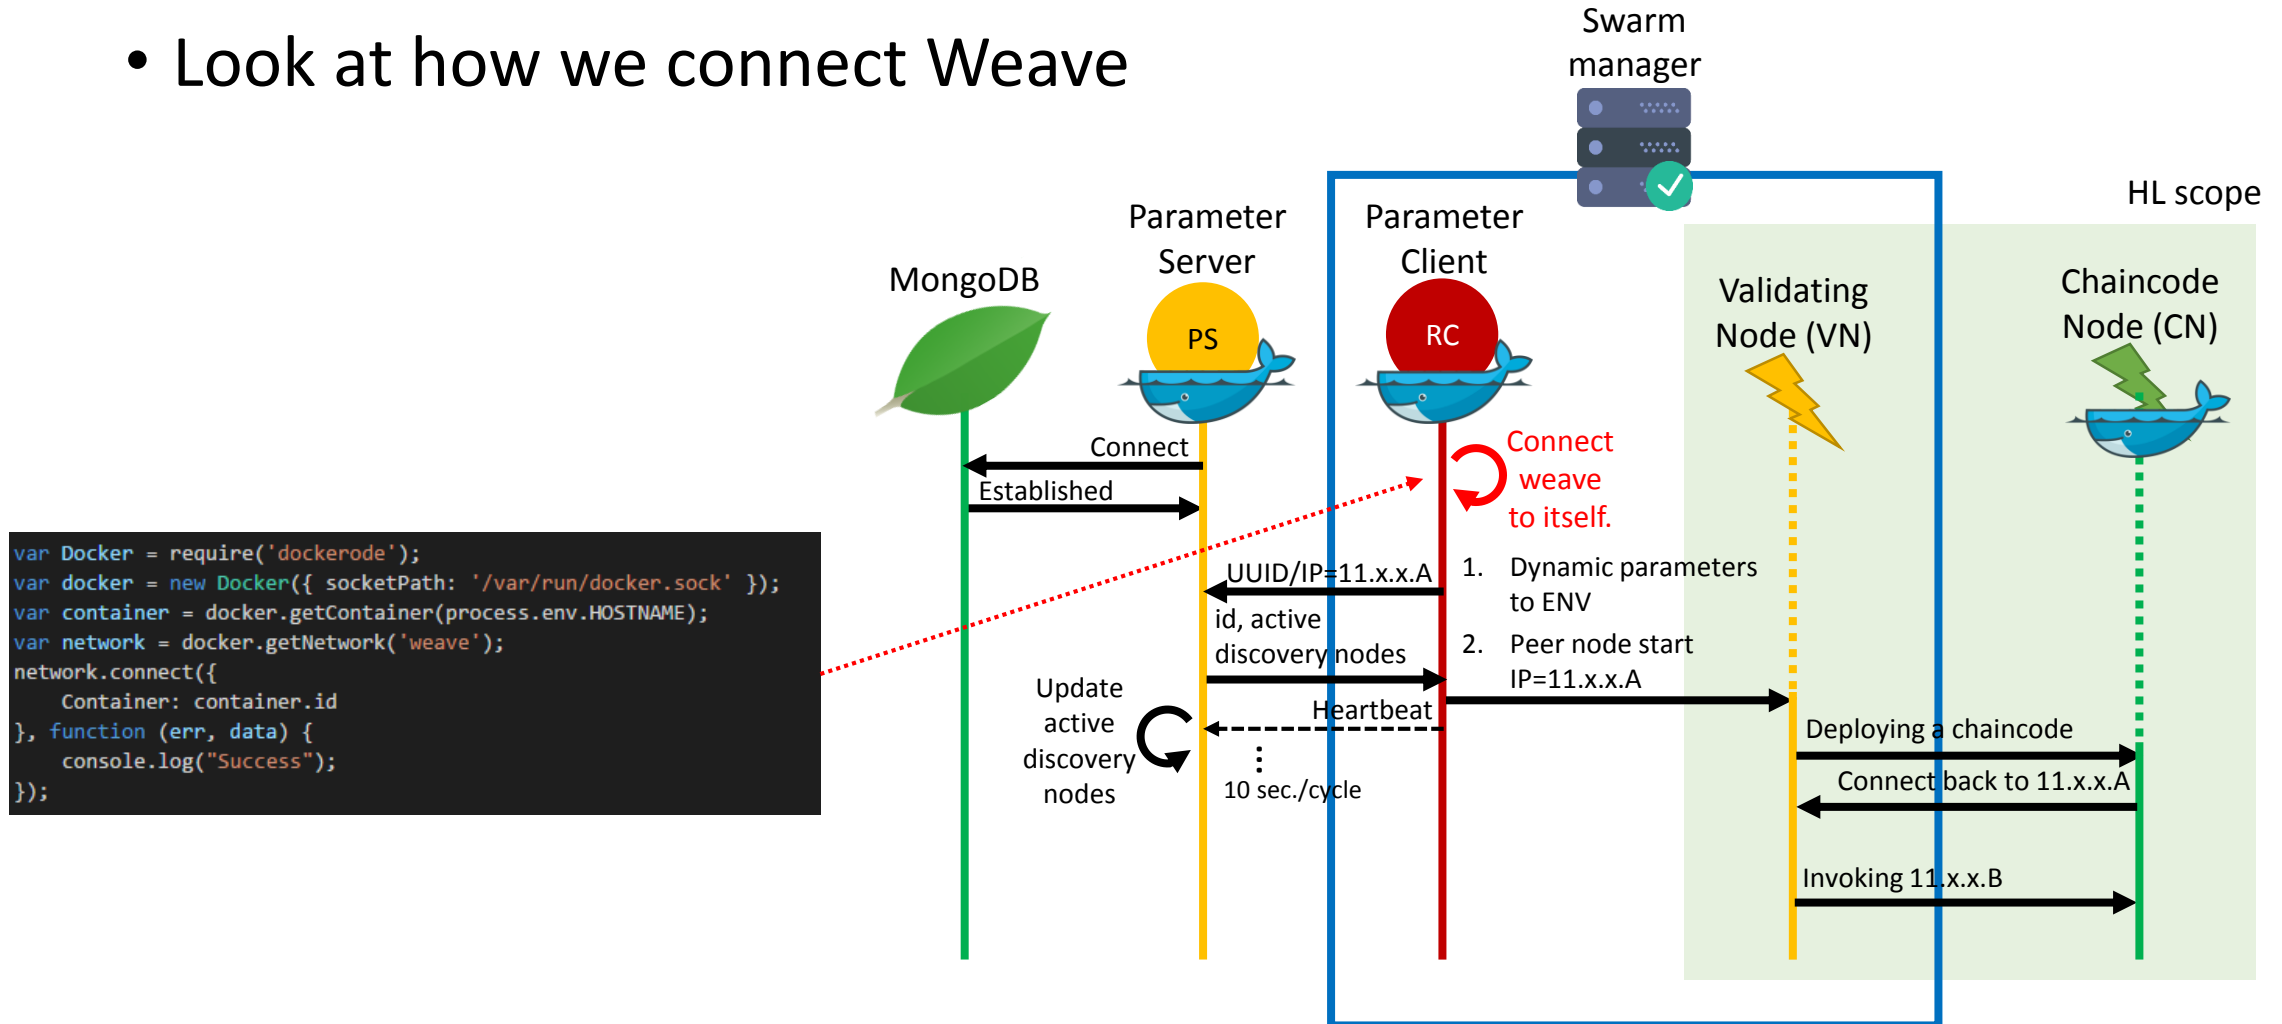 • Look at how we connect Weave
Swarm
manager
HL scope
Parameter
Server
Parameter
Client
MongoDB
Validating
Node (VN)
Chaincode
Node (CN)
PS
RC
Connect
Established
Connect
weave
to itself.
var Docker = require('dockerode');
var docker = new Docker({ socketPath: '/var/run/docker.sock' });
var container = docker.getContainer(process.env.HOSTNAME);
var network = docker.getNetwork('weave');
network.connect({
    Container: container.id
}, function (err, data) {
    console.log("Success");
});
UUID/IP=11.x.x.A
1. Dynamic parameters
to ENV
id, active
discovery nodes
2. Peer node start
IP=11.x.x.A
Update
active
discovery
nodes
Heartbeat
⋮
10 sec./cycle
Deploying a chaincode
Connect back to 11.x.x.A
Invoking 11.x.x.B